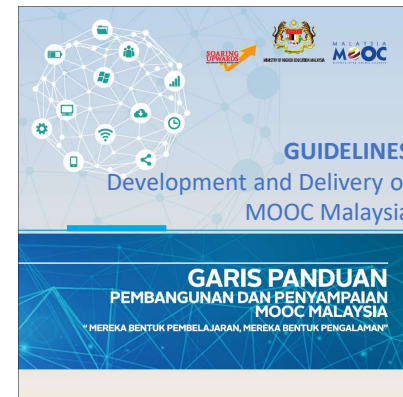 SOARING
UPWARDS
MINISTRY OF HIGHER EDUCATION MALAYSIA
MALAYSIA
MOOC
GUIDELINES
Development and Delivery o
MOOC Malaysia
GARIS PANDUAN
PEMBANGUNAN DAN PENYAMPAIAN
MOOC MALAYSIA
"MEREKA BENTUK PEMBELAJARAN, MEREKA BENTUK PENGALAMAN"